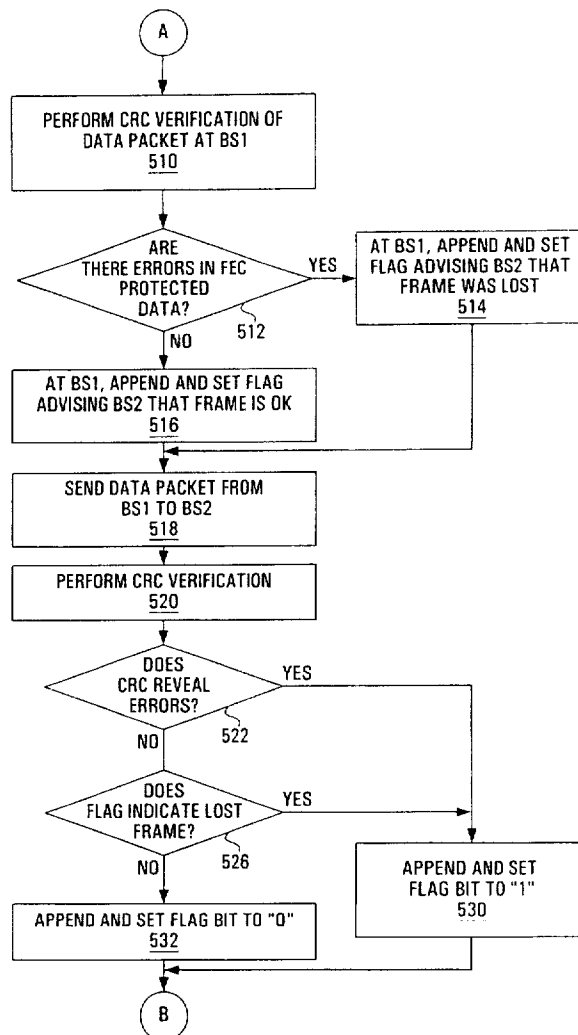 A
PERFORM CRC VERIFICATION OF
DATA PACKET AT BS1
510
ARE
THERE ERRORS IN FEC
PROTECTED
DATA?
512
YES
NO
AT BS1, APPEND AND SET
FLAG ADVISING BS2 THAT
FRAME WAS LOST
514
AT BS1, APPEND AND SET FLAG
ADVISING BS2 THAT FRAME IS OK
516
SEND DATA PACKET FROM
BS1 TO BS2
518
PERFORM CRC VERIFICATION
520
DOES
CRC REVEAL
ERRORS?
522
YES
NO
DOES
FLAG INDICATE LOST
FRAME?
526
YES
NO
APPEND AND SET
FLAG BIT TO "1"
530
APPEND AND SET FLAG BIT TO "0"
532
B